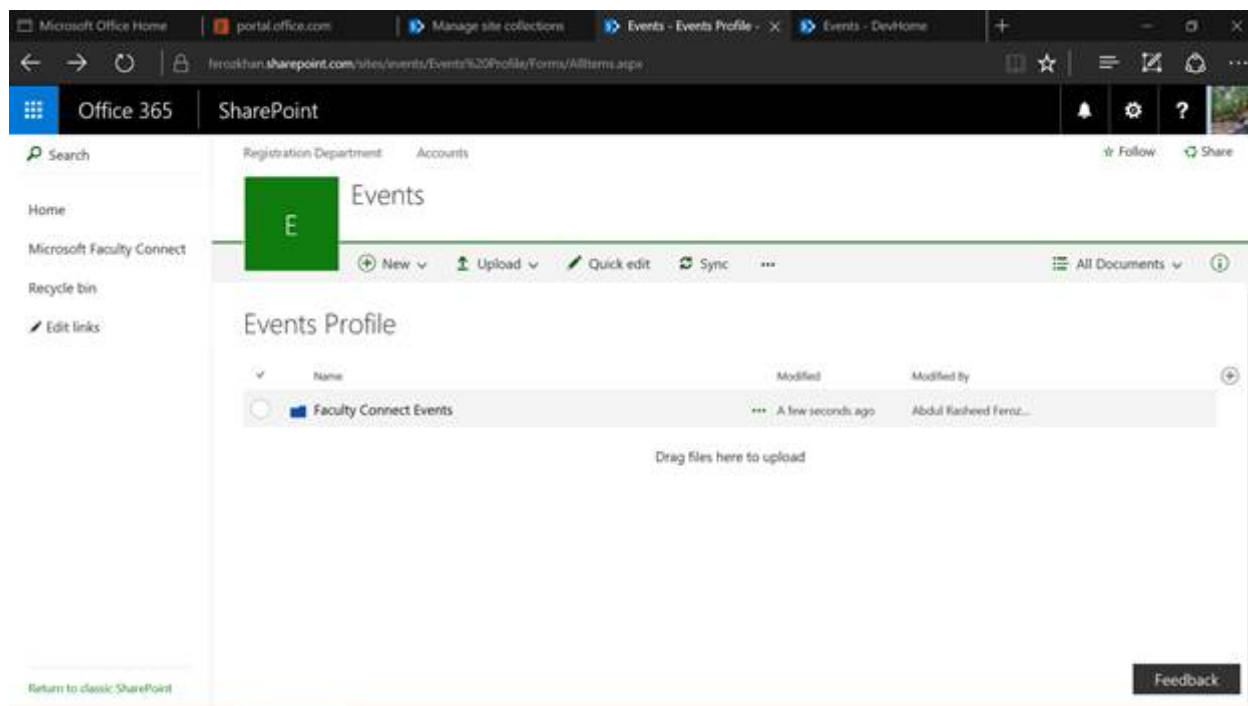 Microsoft Office Home portal.office.com Manage site collections Events - Events Profile - Events - DevHome
ferozkhan.sharepoint.com/sites/events/Events%20Profile/Forms/AllItems.aspx
Office 365 SharePoint ?
Search Registration Department Accounts Follow Share
E Events
Home
Microsoft Faculty Connect
New Upload Quick edit Sync ... All Documents
Recycle bin
Edit links
Events Profile
Name Modified Modified By
Faculty Connect Events ... A few seconds ago Abdul Rasheed Feroz...
Drag files here to upload
Return to classic SharePoint
Feedback